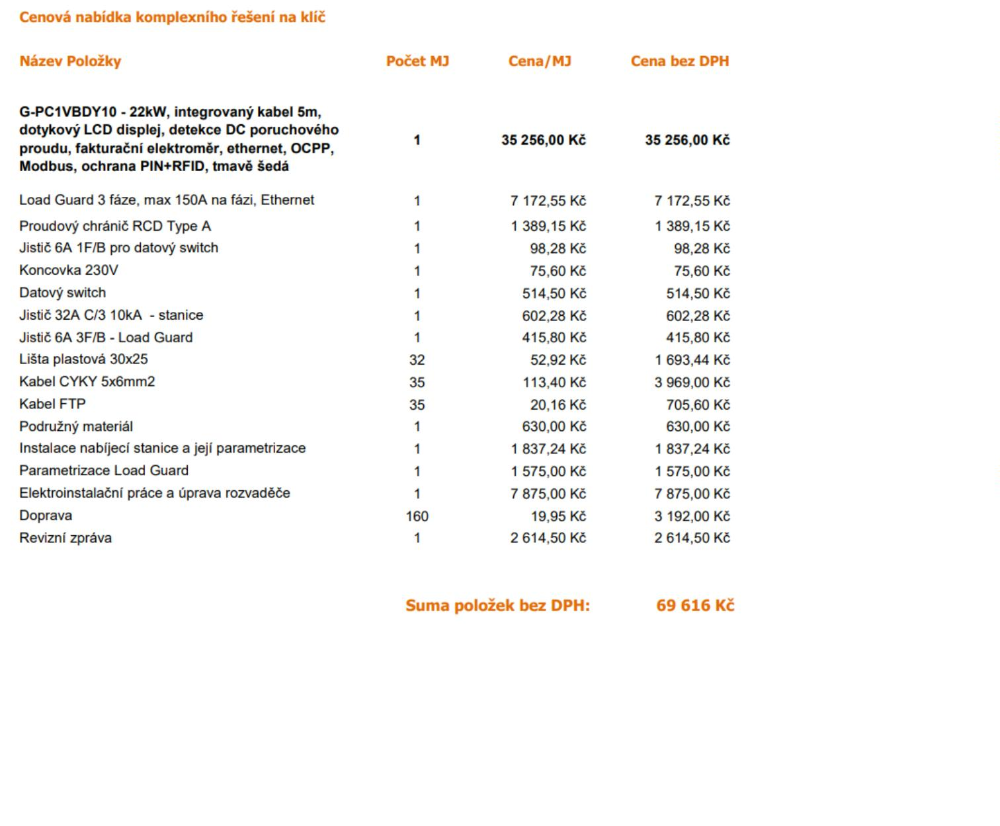 Cenová nabídka komplexního řešení na klíč
Název Položky Počet MJ Cena/MJ Cena bez DPH
G-PC1VBDY10 - 22kW, integrovaný kabel 5m,
dotykový LCD displej, detekce DC poruchového
proudu, fakturační elektroměr, ethernet, OCPP,
Modbus, ochrana PIN+RFID, tmavě šedá
1 35 256,00 Kč 35 256,00 Kč
Load Guard 3 fáze, max 150A na fázi, Ethernet 1 7 172,55 Kč 7 172,55 Kč
Proudový chránič RCD Type A 1 1 389,15 Kč 1 389,15 Kč
Jistič 6A 1F/B pro datový switch 1 98,28 Kč 98,28 Kč
Koncovka 230V 1 75,60 Kč 75,60 Kč
Datový switch 1 514,50 Kč 514,50 Kč
Jistič 32A C/3 10kA - stanice 1 602,28 Kč 602,28 Kč
Jistič 6A 3F/B - Load Guard 1 415,80 Kč 415,80 Kč
Lišta plastová 30x25 32 52,92 Kč 1 693,44 Kč
Kabel CYKY 5x6mm2 35 113,40 Kč 3 969,00 Kč
Kabel FTP 35 20,16 Kč 705,60 Kč
Podružný materiál 1 630,00 Kč 630,00 Kč
Instalace nabíjecí stanice a její parametrizace 1 1 837,24 Kč 1 837,24 Kč
Parametrizace Load Guard 1 1 575,00 Kč 1 575,00 Kč
Elektroinstalační práce a úprava rozvaděče 1 7 875,00 Kč 7 875,00 Kč
Doprava 160 19,95 Kč 3 192,00 Kč
Revizní zpráva 1 2 614,50 Kč 2 614,50 Kč
Suma položek bez DPH: 69 616 Kč